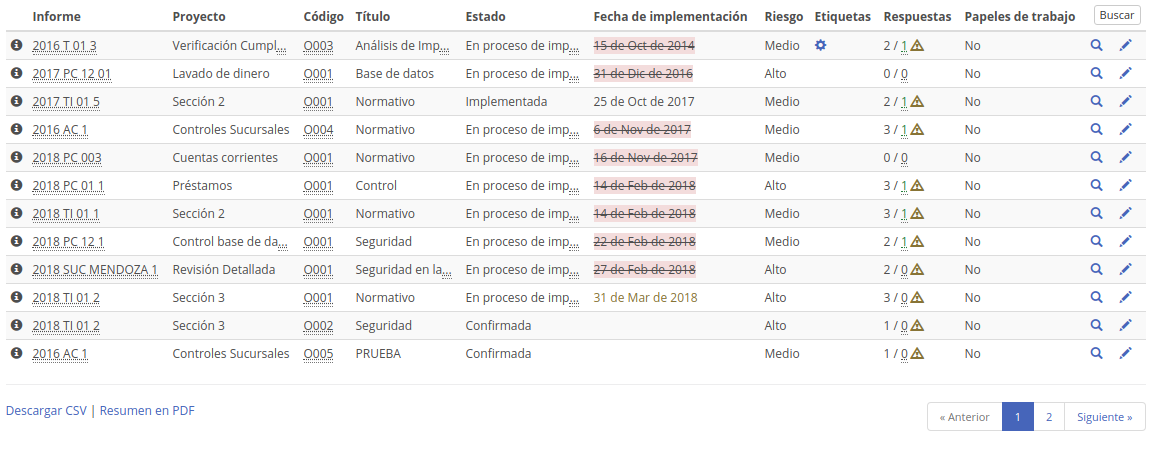 Informe Proyecto Código Título Estado Fecha de implementación Riesgo Etiquetas Respuestas Papeles de trabajo Buscar
2016 T 01 3 Verificación Cumpl... O003 Análisis de Imp... En proceso de imp... 15 de Oct de 2014 Medio 2 / 1 No
2017 PC 12 01 Lavado de dinero O001 Base de datos En proceso de imp... 31 de Dic de 2016 Alto 0 / 0 No
2017 TI 01 5 Sección 2 O001 Normativo Implementada 25 de Oct de 2017 Medio 2 / 1 No
2016 AC 1 Controles Sucursales O004 Normativo En proceso de imp... 6 de Nov de 2017 Medio 3 / 1 No
2018 PC 003 Cuentas corrientes O001 Normativo En proceso de imp... 16 de Nov de 2017 Medio 0 / 0 No
2018 PC 01 1 Préstamos O001 Control En proceso de imp... 14 de Feb de 2018 Alto 3 / 1 No
2018 TI 01 1 Sección 2 O001 Normativo En proceso de imp... 14 de Feb de 2018 Medio 3 / 1 No
2018 PC 12 1 Control base de da... O001 Seguridad En proceso de imp... 22 de Feb de 2018 Medio 2 / 1 No
2018 SUC MENDOZA 1 Revisión Detallada O001 Seguridad en la... En proceso de imp... 27 de Feb de 2018 Alto 2 / 0 No
2018 TI 01 2 Sección 3 O001 Normativo En proceso de imp... 31 de Mar de 2018 Alto 3 / 0 No
2018 TI 01 2 Sección 3 O002 Seguridad Confirmada Alto 1 / 0 No
2016 AC 1 Controles Sucursales O005 PRUEBA Confirmada Medio 1 / 0 No
Descargar CSV | Resumen en PDF « Anterior 1 2 Siguiente »